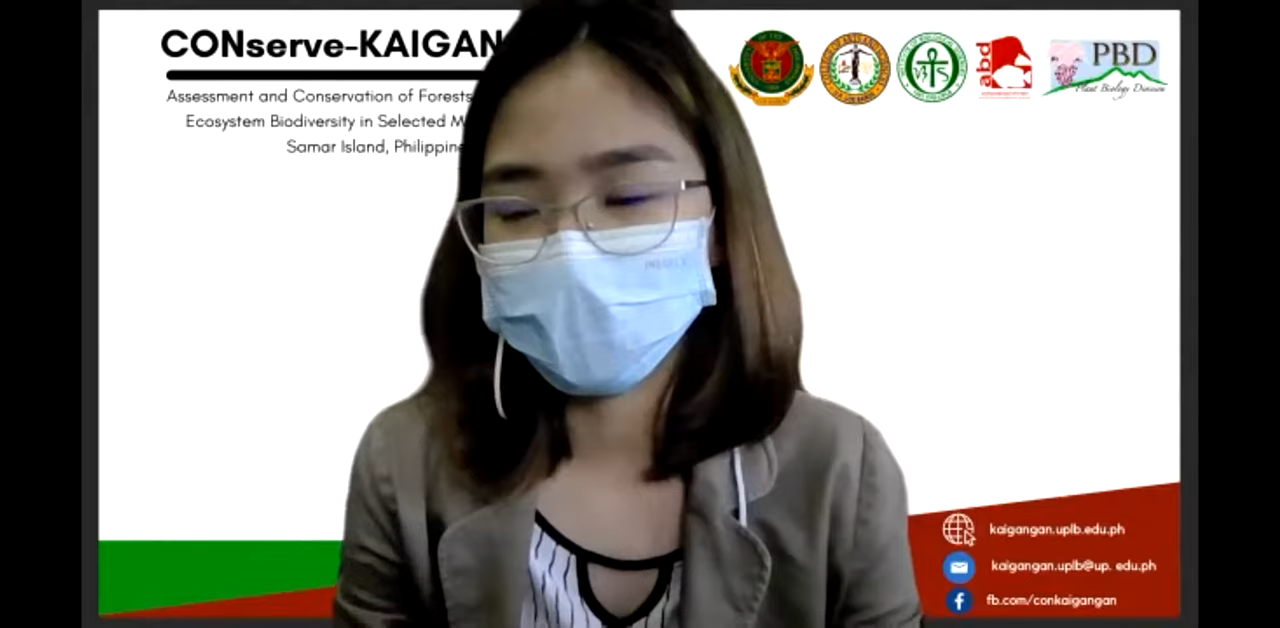 CONserve-KAIGAN
Assessment and Conservation of Forests
Ecosystem Biodiversity in Selected
Samar Island, Philippine
abd
PBD
Plant Biology Division
kaigangan.uplb.edu.ph
kaigangan.uplb@up. edu.ph
fb.com/conkaigangan